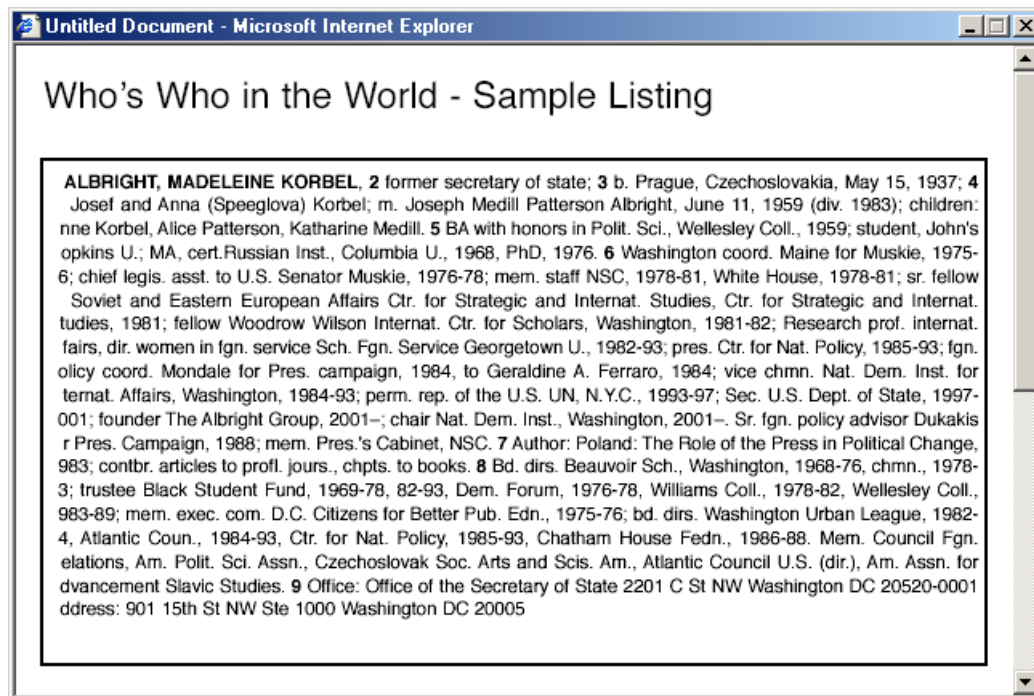 Untitled Document - Microsoft Internet Explorer
Who's Who in the World - Sample Listing
ALBRIGHT, MADELEINE KORBEL, 2 former secretary of state; 3 b. Prague, Czechoslovakia, May 15, 1937; 4
Josef and Anna (Speeglova) Korbel; m. Joseph Medill Patterson Albright, June 11, 1959 (div. 1983); children:
nne Korbel, Alice Patterson, Katharine Medill. 5 BA with honors in Polit. Sci., Wellesley Coll., 1959; student, John's
opkins U.; MA, cert.Russian Inst., Columbia U., 1968, PhD, 1976. 6 Washington coord. Maine for Muskie, 1975-
6; chief legis. asst. to U.S. Senator Muskie, 1976-78; mem. staff NSC, 1978-81, White House, 1978-81; sr. fellow
Soviet and Eastern European Affairs Ctr. for Strategic and Internat. Studies, Ctr. for Strategic and Internat.
tudies, 1981; fellow Woodrow Wilson Internat. Ctr. for Scholars, Washington, 1981-82; Research prof. internat.
fairs, dir. women in fgn. service Sch. Fgn. Service Georgetown U., 1982-93; pres. Ctr. for Nat. Policy, 1985-93; fgn.
olicy coord. Mondale for Pres. campaign, 1984, to Geraldine A. Ferraro, 1984; vice chmn. Nat. Dem. Inst. for
ternat. Affairs, Washington, 1984-93; perm. rep. of the U.S. UN, N.Y.C., 1993-97; Sec. U.S. Dept. of State, 1997-
001; founder The Albright Group, 2001–; chair Nat. Dem. Inst., Washington, 2001–. Sr. fgn. policy advisor Dukakis
r Pres. Campaign, 1988; mem. Pres.'s Cabinet, NSC. 7 Author: Poland: The Role of the Press in Political Change,
983; contbr. articles to profl. jours., chpts. to books. 8 Bd. dirs. Beauvoir Sch., Washington, 1968-76, chmn., 1978-
3; trustee Black Student Fund, 1969-78, 82-93, Dem. Forum, 1976-78, Williams Coll., 1978-82, Wellesley Coll.,
983-89; mem. exec. com. D.C. Citizens for Better Pub. Edn., 1975-76; bd. dirs. Washington Urban League, 1982-
4, Atlantic Coun., 1984-93, Ctr. for Nat. Policy, 1985-93, Chatham House Fedn., 1986-88. Mem. Council Fgn.
elations, Am. Polit. Sci. Assn., Czechoslovak Soc. Arts and Scis. Am., Atlantic Council U.S. (dir.), Am. Assn. for
dvancement Slavic Studies. 9 Office: Office of the Secretary of State 2201 C St NW Washington DC 20520-0001
ddress: 901 15th St NW Ste 1000 Washington DC 20005